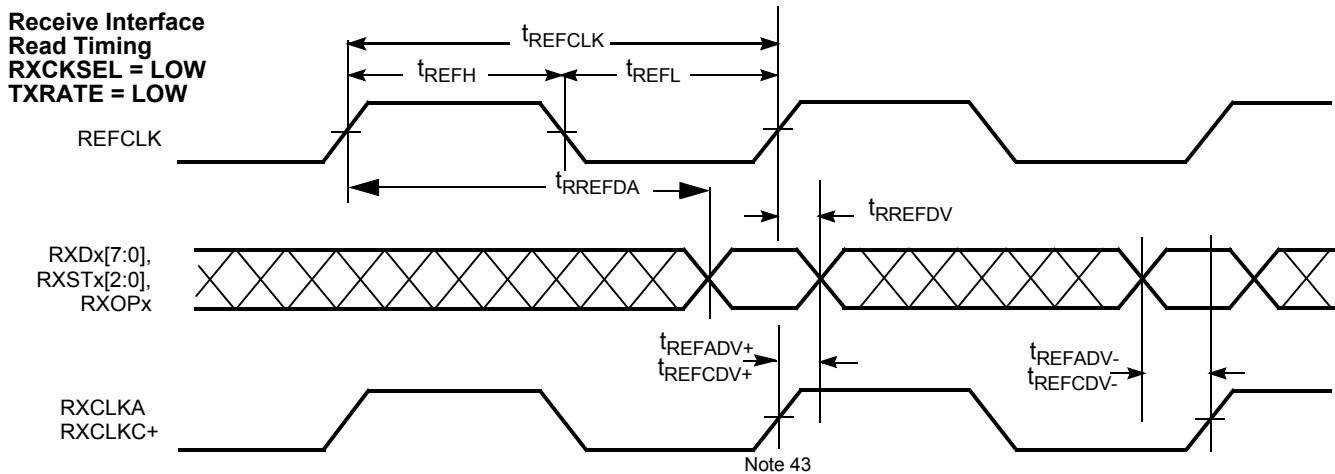 Receive Interface
Read Timing
RXCKSEL = LOW
TXRATE = LOW
tREFCLK
tREFH
tREFL
REFCLK
tRREFDA
tRREFDV
RXDx[7:0],
RXSTx[2:0],
RXOPx
tREFADV+
tREFCDV+
tREFADV-
tREFCDV-
RXCLKA
RXCLKC+
Note 43